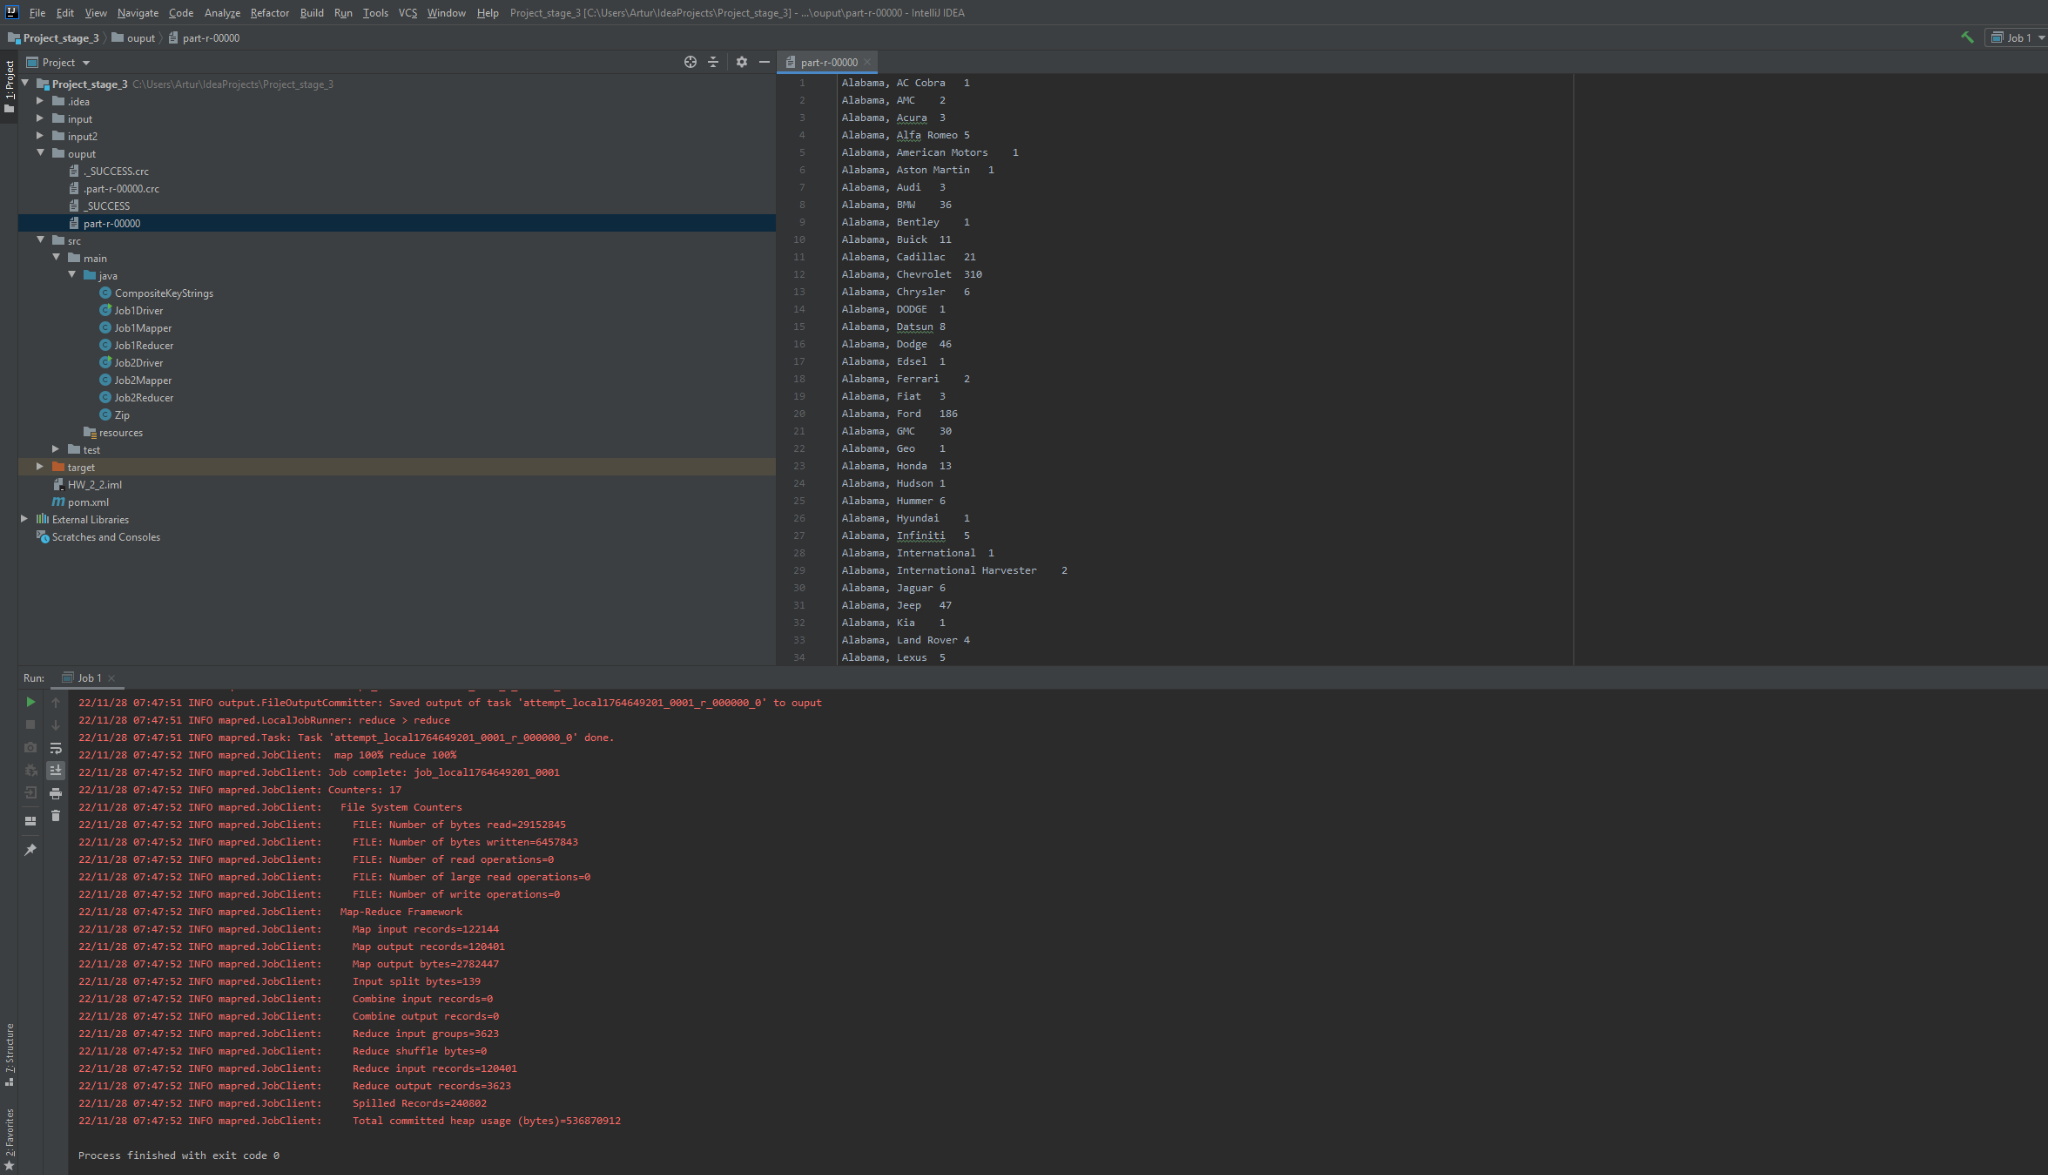 File Edit View Navigate Code Analyze Refactor Build Run Tools VCS Window Help Project_stage_3 [C:\Users\Artur\IdeaProjects\Project_stage_3] - ...\ouput\part-r-00000 - IntelliJ IDEA
Project_stage_3 ouput part-r-00000 Job 1
1: Project
Project
Project_stage_3 C:\Users\Artur\IdeaProjects\Project_stage_3
.idea
input
input2
ouput
._SUCCESS.crc
.part-r-00000.crc
_SUCCESS
part-r-00000
src
main
java
CompositeKeyStrings
Job1Driver
Job1Mapper
Job1Reducer
Job2Driver
Job2Mapper
Job2Reducer
Zip
resources
test
target
HW_2_2.iml
pom.xml
External Libraries
Scratches and Consoles
part-r-00000
1 Alabama, AC Cobra 1
2 Alabama, AMC 2
3 Alabama, Acura 3
4 Alabama, Alfa Romeo 5
5 Alabama, American Motors 1
6 Alabama, Aston Martin 1
7 Alabama, Audi 3
8 Alabama, BMW 36
9 Alabama, Bentley 1
10 Alabama, Buick 11
11 Alabama, Cadillac 21
12 Alabama, Chevrolet 310
13 Alabama, Chrysler 6
14 Alabama, DODGE 1
15 Alabama, Datsun 8
16 Alabama, Dodge 46
17 Alabama, Edsel 1
18 Alabama, Ferrari 2
19 Alabama, Fiat 3
20 Alabama, Ford 186
21 Alabama, GMC 30
22 Alabama, Geo 1
23 Alabama, Honda 13
24 Alabama, Hudson 1
25 Alabama, Hummer 6
26 Alabama, Hyundai 1
27 Alabama, Infiniti 5
28 Alabama, International 1
29 Alabama, International Harvester 2
30 Alabama, Jaguar 6
31 Alabama, Jeep 47
32 Alabama, Kia 1
33 Alabama, Land Rover 4
34 Alabama, Lexus 5
Run: Job 1
22/11/28 07:47:51 INFO output.FileOutputCommitter: Saved output of task 'attempt_local1764649201_0001_r_000000_0' to ouput
22/11/28 07:47:51 INFO mapred.LocalJobRunner: reduce > reduce
22/11/28 07:47:51 INFO mapred.Task: Task 'attempt_local1764649201_0001_r_000000_0' done.
22/11/28 07:47:52 INFO mapred.JobClient: map 100% reduce 100%
22/11/28 07:47:52 INFO mapred.JobClient: Job complete: job_local1764649201_0001
22/11/28 07:47:52 INFO mapred.JobClient: Counters: 17
22/11/28 07:47:52 INFO mapred.JobClient: File System Counters
22/11/28 07:47:52 INFO mapred.JobClient: FILE: Number of bytes read=29152845
22/11/28 07:47:52 INFO mapred.JobClient: FILE: Number of bytes written=6457843
22/11/28 07:47:52 INFO mapred.JobClient: FILE: Number of read operations=0
22/11/28 07:47:52 INFO mapred.JobClient: FILE: Number of large read operations=0
22/11/28 07:47:52 INFO mapred.JobClient: FILE: Number of write operations=0
22/11/28 07:47:52 INFO mapred.JobClient: Map-Reduce Framework
22/11/28 07:47:52 INFO mapred.JobClient: Map input records=122144
22/11/28 07:47:52 INFO mapred.JobClient: Map output records=120401
22/11/28 07:47:52 INFO mapred.JobClient: Map output bytes=2782447
22/11/28 07:47:52 INFO mapred.JobClient: Input split bytes=139
22/11/28 07:47:52 INFO mapred.JobClient: Combine input records=0
22/11/28 07:47:52 INFO mapred.JobClient: Combine output records=0
22/11/28 07:47:52 INFO mapred.JobClient: Reduce input groups=3623
22/11/28 07:47:52 INFO mapred.JobClient: Reduce shuffle bytes=0
22/11/28 07:47:52 INFO mapred.JobClient: Reduce input records=120401
22/11/28 07:47:52 INFO mapred.JobClient: Reduce output records=3623
22/11/28 07:47:52 INFO mapred.JobClient: Spilled Records=240802
22/11/28 07:47:52 INFO mapred.JobClient: Total committed heap usage (bytes)=536870912
Process finished with exit code 0
7: Structure
2: Favorites